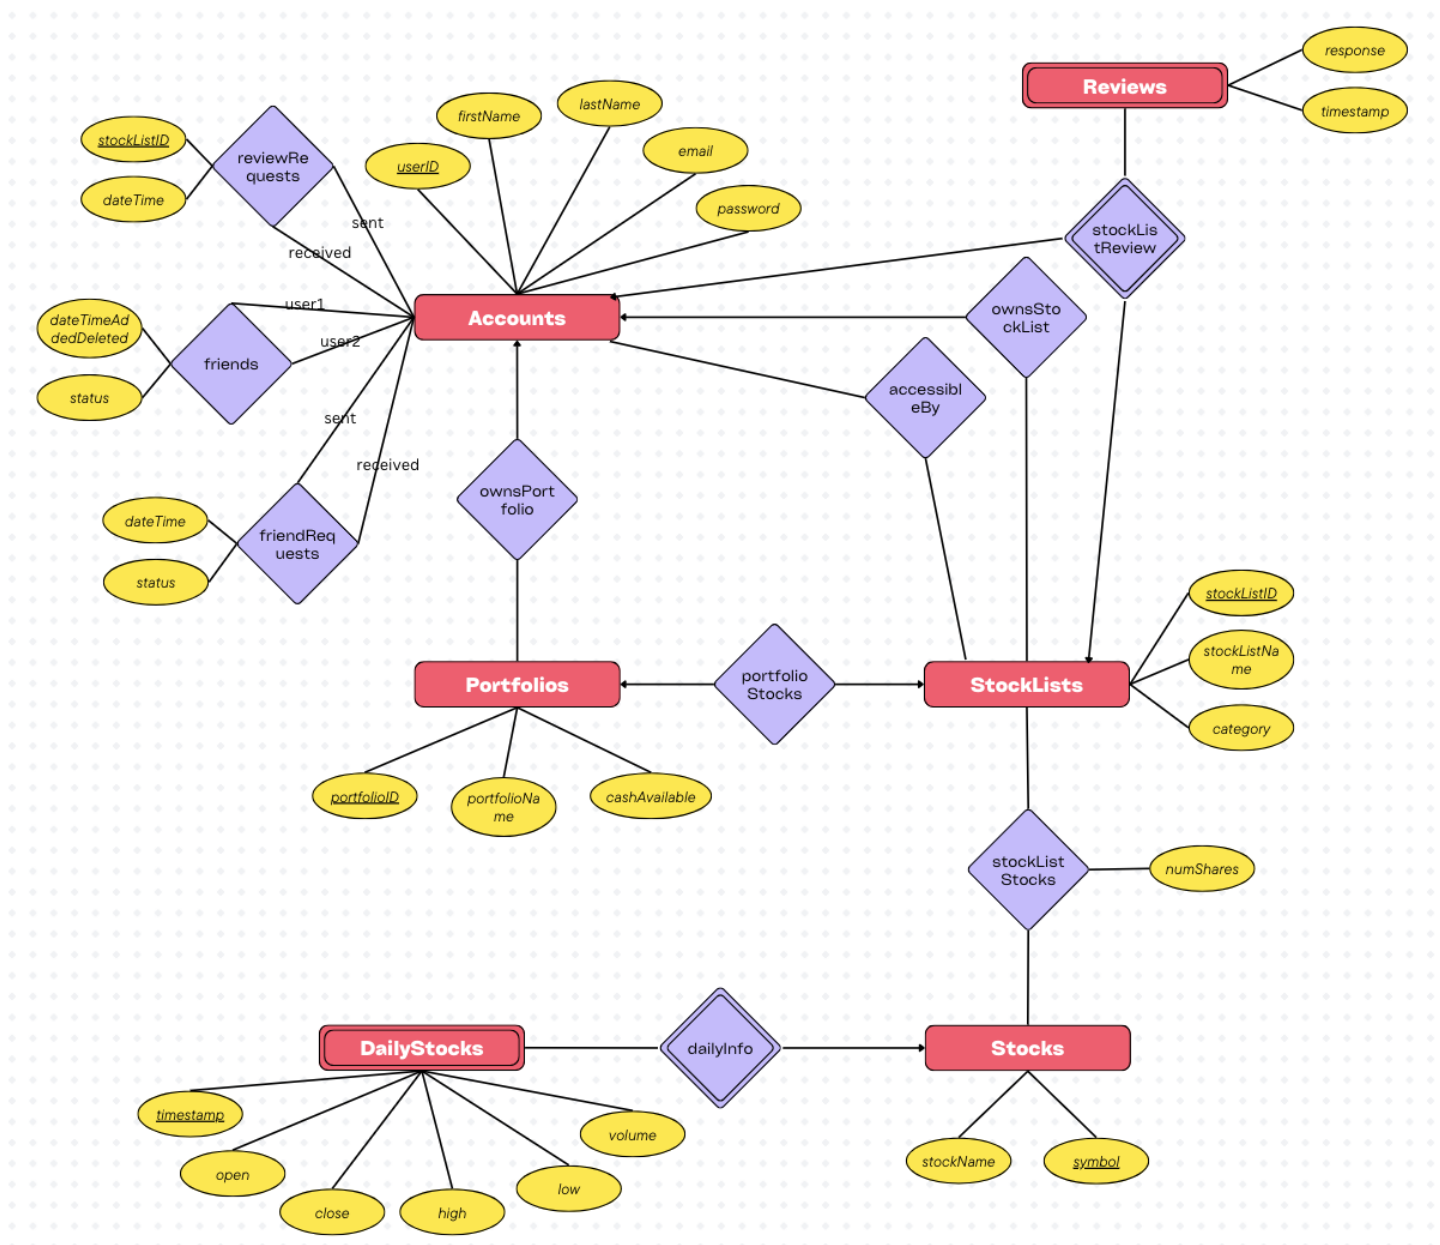 response
Reviews
timestamp
lastName
firstName
email
userID
password
stockListID
reviewRe
quests
dateTime
sent
received
stockLis
tReview
user1
Accounts
ownsSto
ckList
dateTimeAd
dedDeleted
user2
friends
status
accessibl
eBy
sent
received
ownsPort
folio
dateTime
friendReq
uests
status
stockListID
stockListNa
me
category
Portfolios
portfolio
Stocks
StockLists
portfolioID
portfolioNa
me
cashAvailable
stockList
Stocks
numShares
DailyStocks
dailyInfo
Stocks
timestamp
open
close
high
low
volume
stockName
symbol